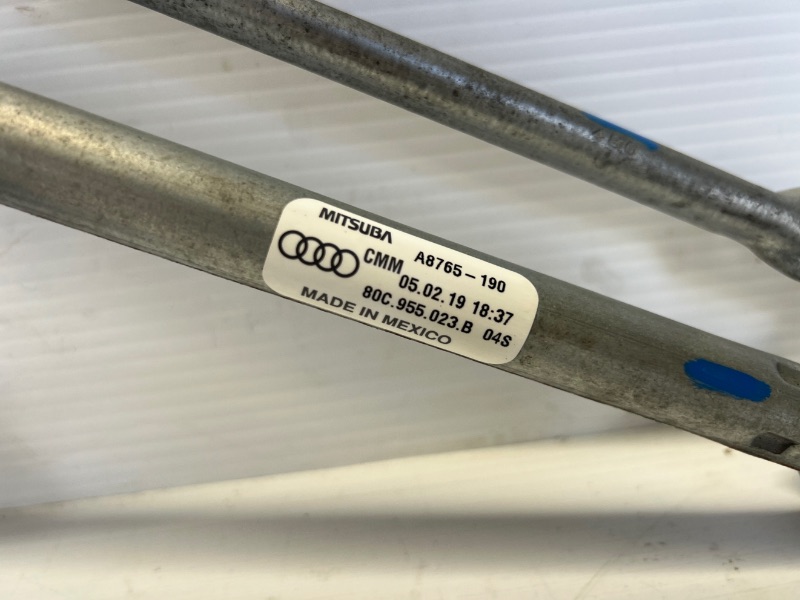 MITSUBA
CMM A8765-190
05.02.19 18:37
80C.955.023.B 04S
MADE IN MEXICO